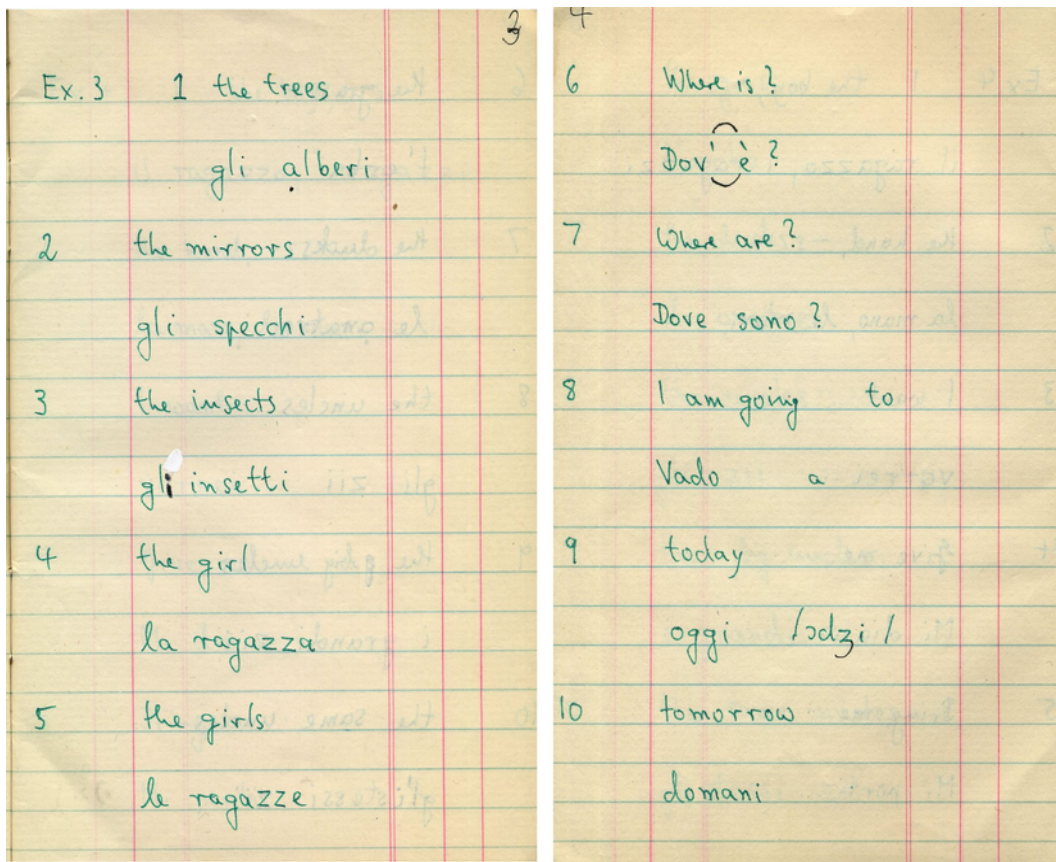 3
Ex. 3 1 the trees
gli alberi
2 the mirrors
gli specchi
3 the insects
gli insetti
4 the girl
la ragazza
5 the girls
le ragazze
4
6 Where is?
Dov'è?
7 Where are?
Dove sono?
8 I am going to
Vado a
9 today
oggi /ɔdʒi/
10 tomorrow
domani